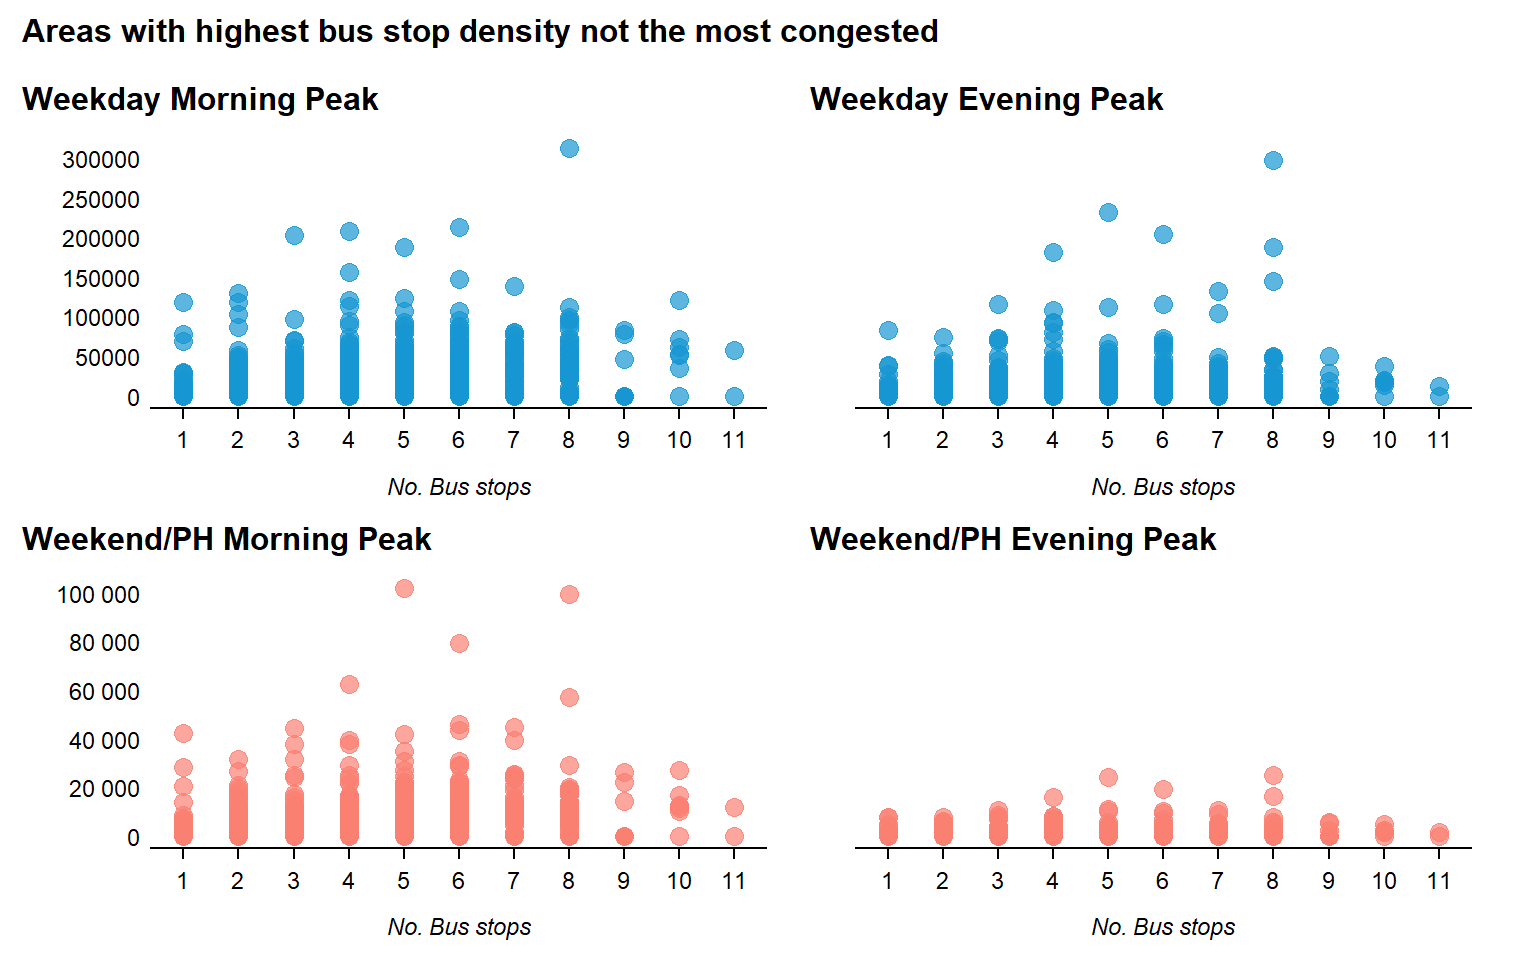 Areas with highest bus stop density not the most congested
Weekday Morning Peak
300000
250000
200000
150000
100000
50000
0
1 2 3 4 5 6 7 8 9 10 11
No. Bus stops
Weekday Evening Peak
1 2 3 4 5 6 7 8 9 10 11
No. Bus stops
Weekend/PH Morning Peak
100 000
80 000
60 000
40 000
20 000
0
1 2 3 4 5 6 7 8 9 10 11
No. Bus stops
Weekend/PH Evening Peak
1 2 3 4 5 6 7 8 9 10 11
No. Bus stops